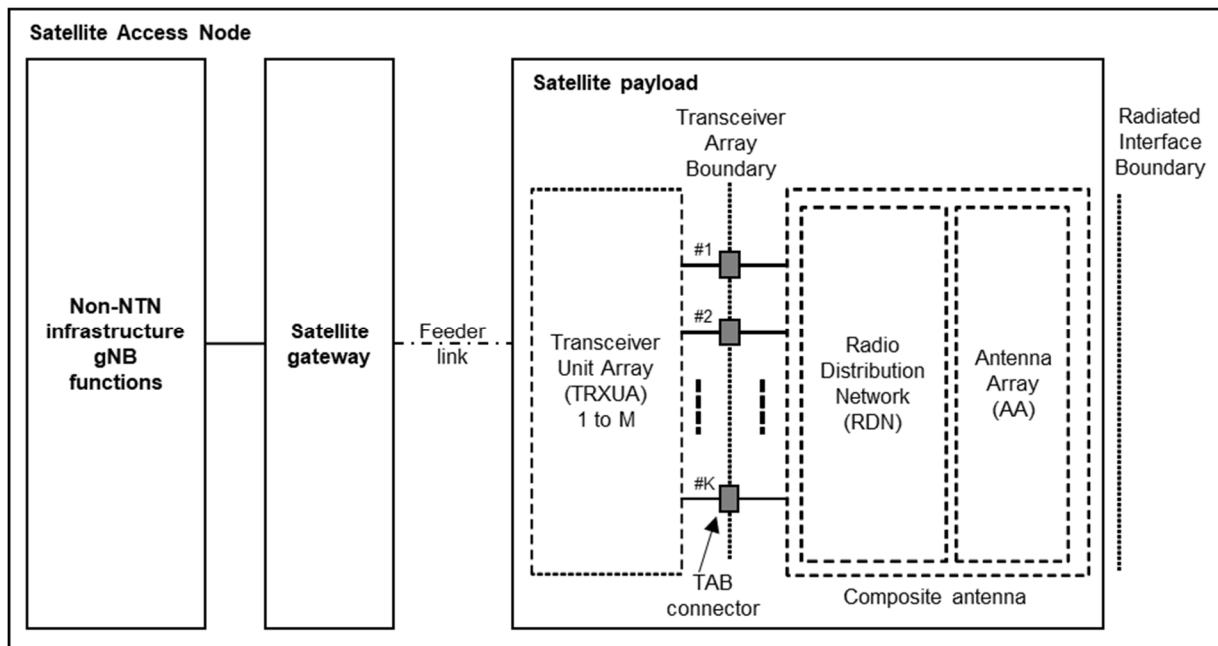 Satellite Access Node
Non-NTN
infrastructure
gNB
functions
Satellite
gateway
Feeder
link
Satellite payload
Transceiver
Array
Boundary
Transceiver
Unit Array
(TRXUA)
1 to M
#1
#2
#K
TAB
connector
Radio
Distribution
Network
(RDN)
Antenna
Array
(AA)
Composite antenna
Radiated
Interface
Boundary